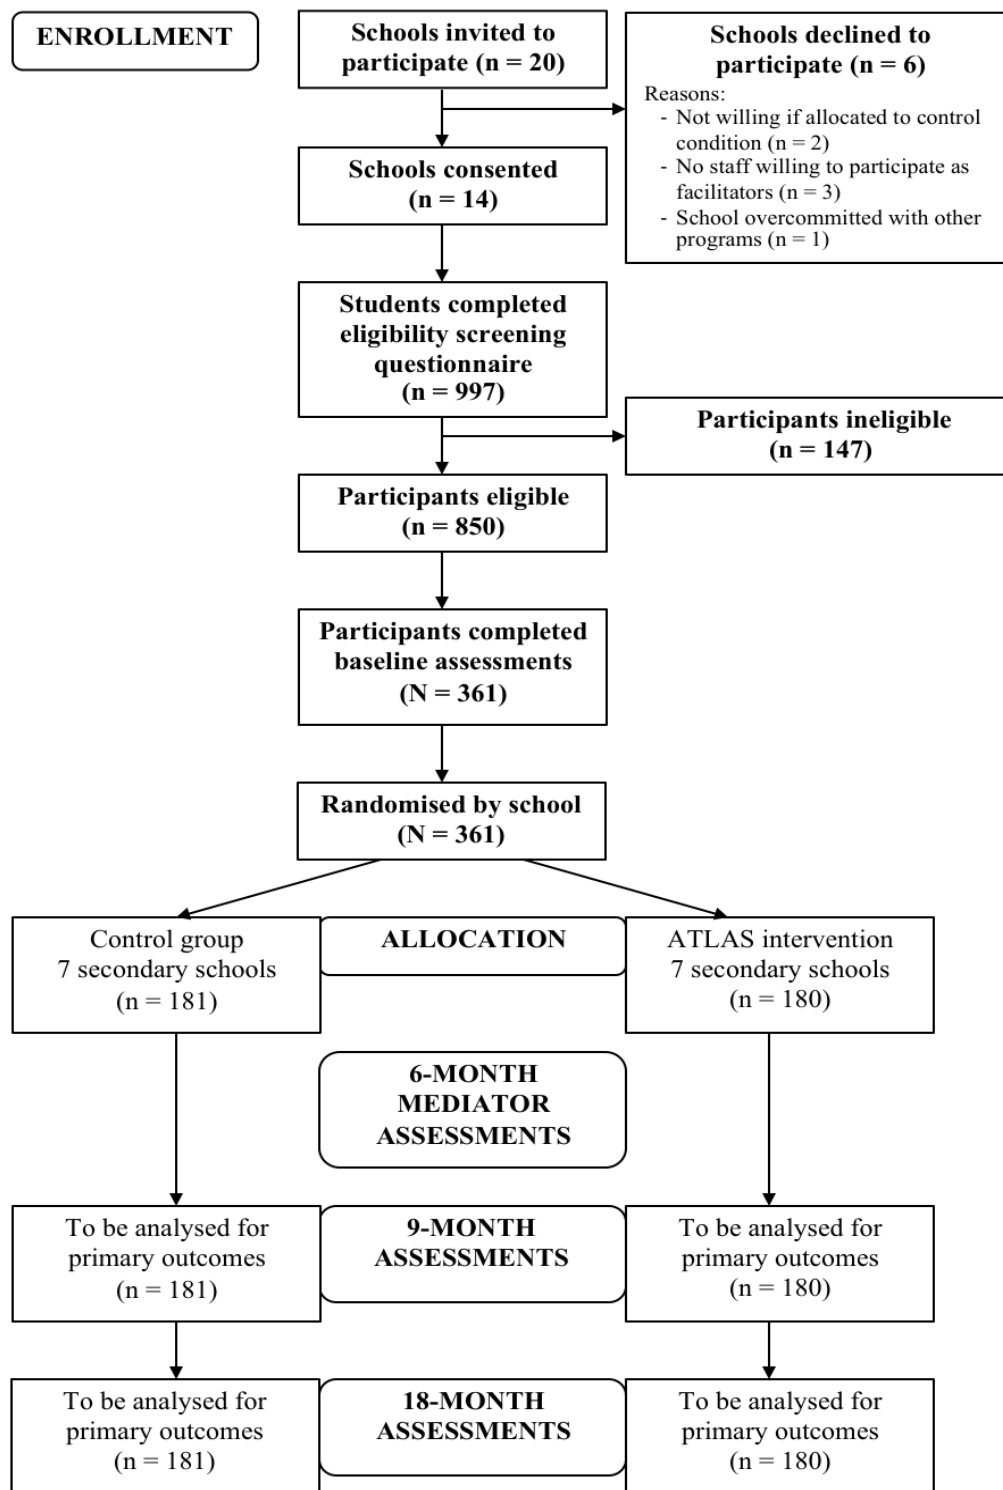 ENROLLMENT
Schools invited to
participate (n = 20)
Schools declined to
participate (n = 6)
Reasons:
- Not willing if allocated to control
condition (n = 2)
- No staff willing to participate as
facilitators (n = 3)
- School overcommitted with other
programs (n = 1)
Schools consented
(n = 14)
Students completed
eligibility screening
questionnaire
(n = 997)
Participants ineligible
(n = 147)
Participants eligible
(n = 850)
Participants completed
baseline assessments
(N = 361)
Randomised by school
(N = 361)
Control group
7 secondary schools
(n = 181)
ALLOCATION
ATLAS intervention
7 secondary schools
(n = 180)
6-MONTH
MEDIATOR
ASSESSMENTS
To be analysed for
primary outcomes
(n = 181)
9-MONTH
ASSESSMENTS
To be analysed for
primary outcomes
(n = 180)
To be analysed for
primary outcomes
(n = 181)
18-MONTH
ASSESSMENTS
To be analysed for
primary outcomes
(n = 180)